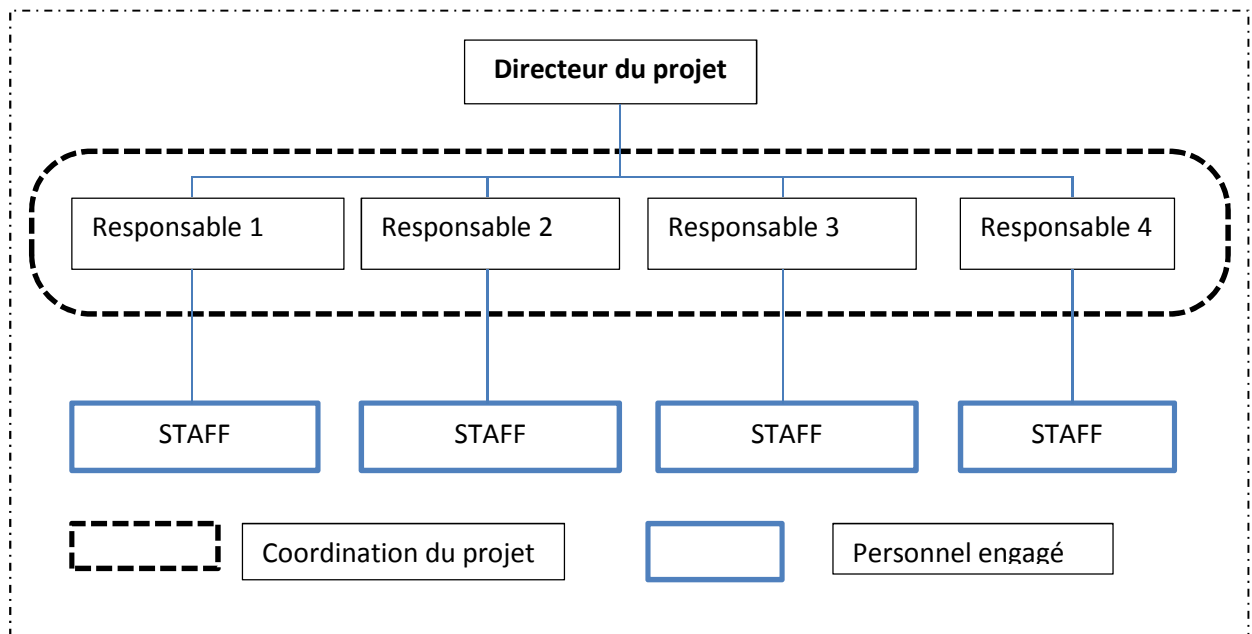 Directeur du projet
Responsable 1
Responsable 2
Responsable 3
Responsable 4
STAFF
STAFF
STAFF
STAFF
Coordination du projet
Personnel engagé